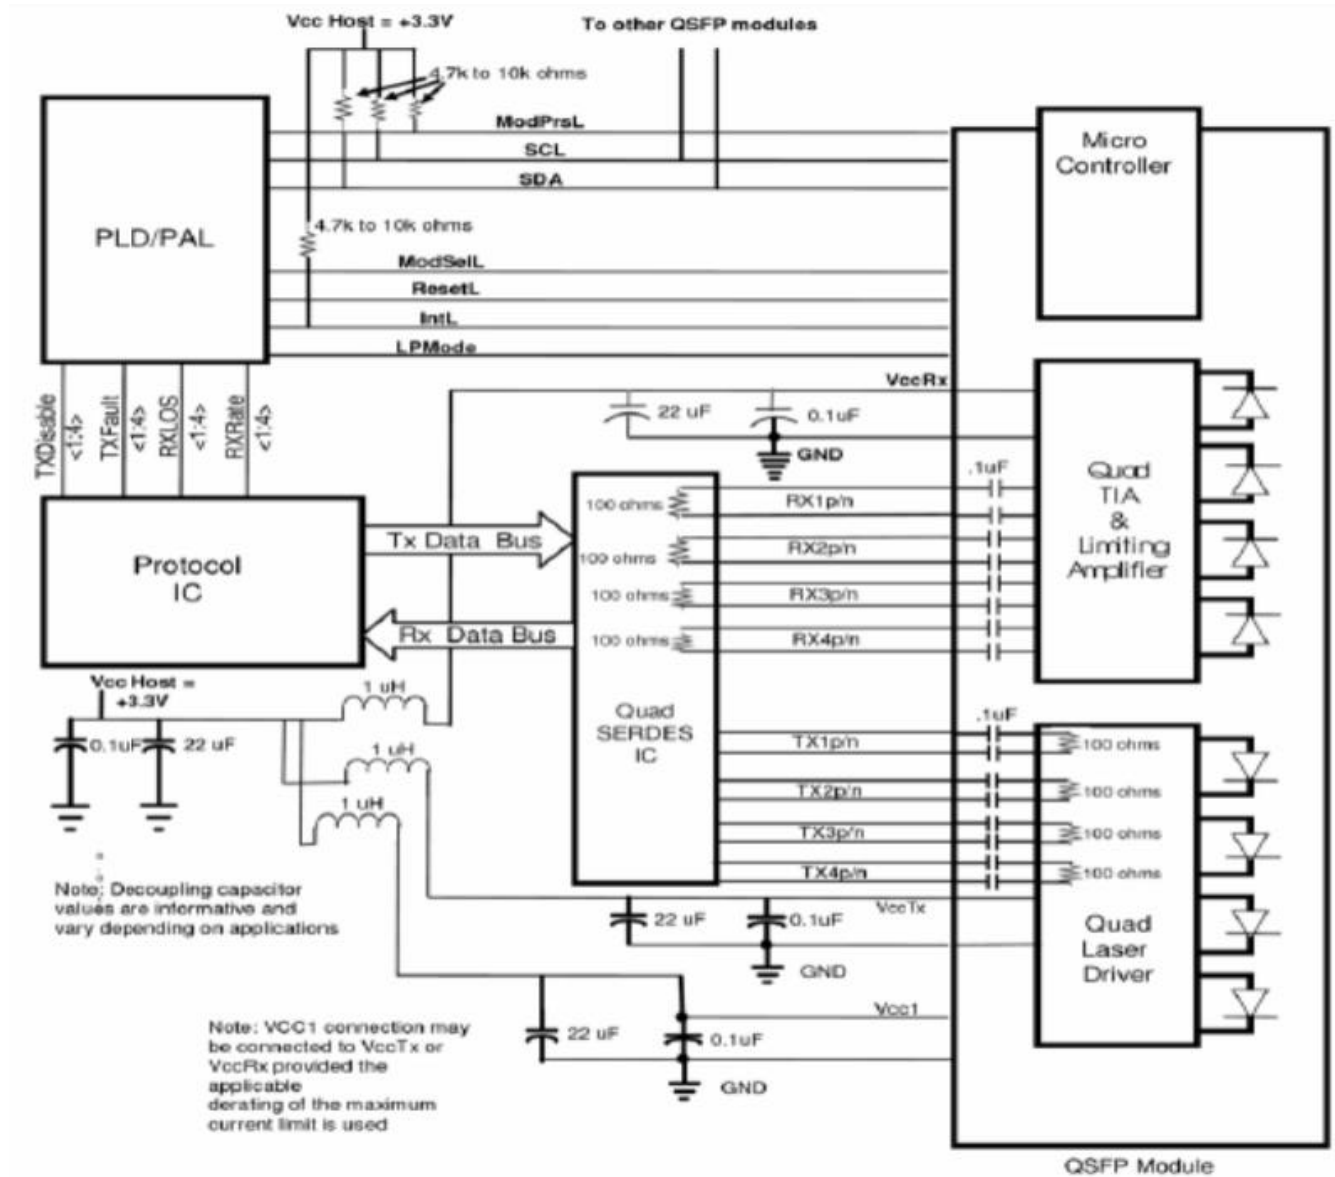 Vcc Host = +3.3V
To other QSFP modules
4.7k to 10k ohms
ModPrsL
SCL
SDA
Micro
Controller
PLD/PAL
4.7k to 10k ohms
ModSelL
ResetL
IntL
LPMode
TXDisable
<1:4>
TXFault
<1:4>
RXLOS
<1:4>
RXRate
<1:4>
VccRx
22 uF
0.1uF
GND
.1uF
Quad
TIA
&
Limiting
Amplifier
100 ohms
RX1p/n
100 ohms
RX2p/n
100 ohms
RX3p/n
100 ohms
RX4p/n
Tx Data Bus
Protocol
IC
Rx Data Bus
Vcc Host =
+3.3V
1 uH
0.1uF
22 uF
1 uH
1 uH
Quad
SERDES
IC
.1uF
TX1p/n
100 ohms
TX2p/n
100 ohms
TX3p/n
100 ohms
TX4p/n
100 ohms
Note: Decoupling capacitor
values are informative and
vary depending on applications
VccTx
22 uF
0.1uF
GND
Quad
Laser
Driver
Vcc1
22 uF
0.1uF
GND
Note: VCC1 connection may
be connected to VccTx or
VccRx provided the
applicable
derating of the maximum
current limit is used
QSFP Module